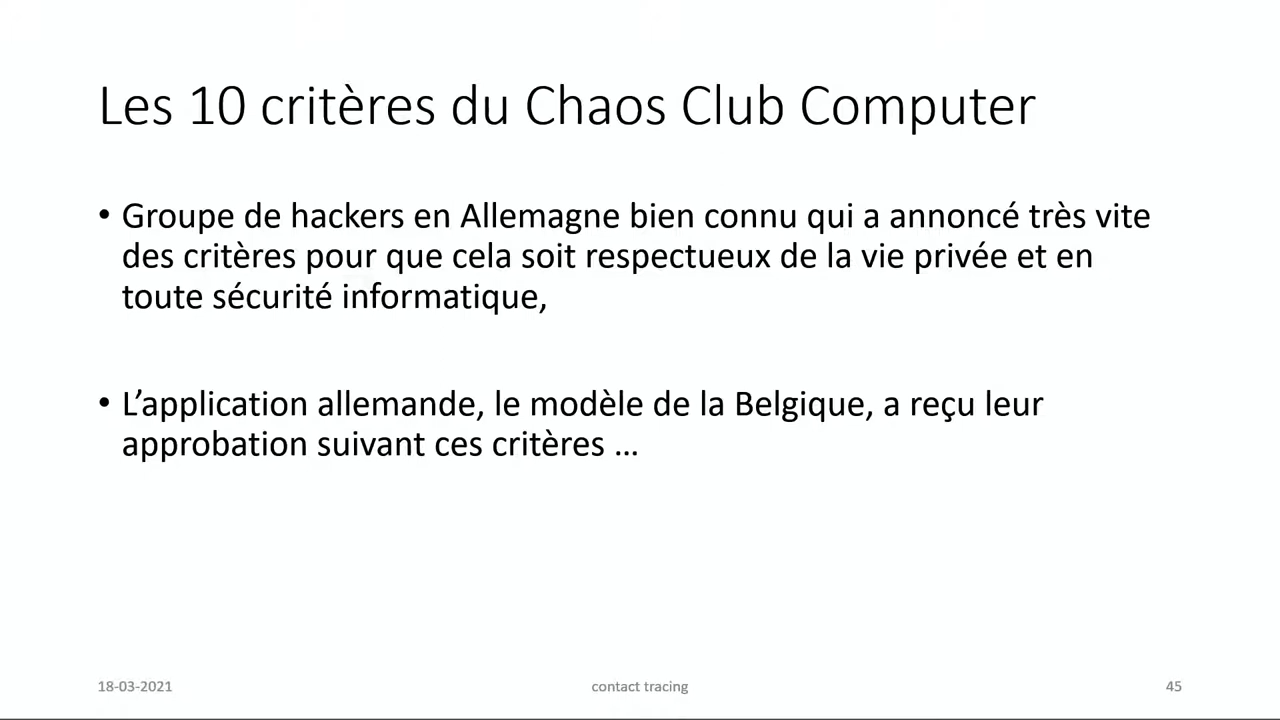 Les 10 critères du Chaos Club Computer
• Groupe de hackers en Allemagne bien connu qui a annoncé très vite
des critères pour que cela soit respectueux de la vie privée et en
toute sécurité informatique,
• L’application allemande, le modèle de la Belgique, a reçu leur
approbation suivant ces critères …
18-03-2021
contact tracing
45